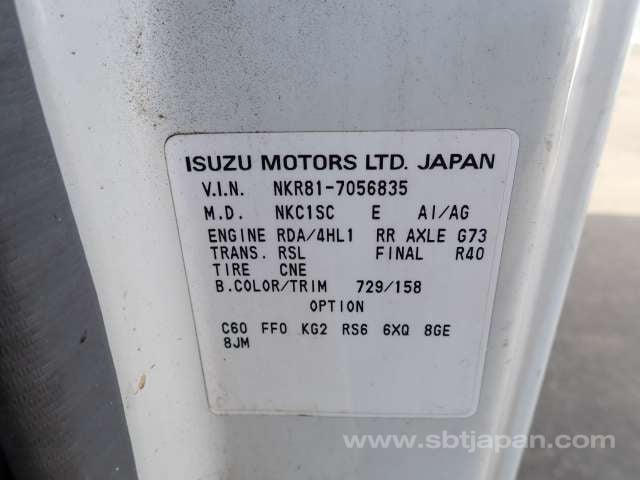 ISUZU MOTORS LTD. JAPAN
V.I.N. NKR81-7056835
M.D. NKC1SC E AI/AG
ENGINE RDA/4HL1 RR AXLE G73
TRANS. RSL FINAL R40
TIRE CNE
B.COLOR/TRIM 729/158
OPTION
C60 FF0 KG2 RS6 6XQ 8GE
8JM
www.sbtjapan.com